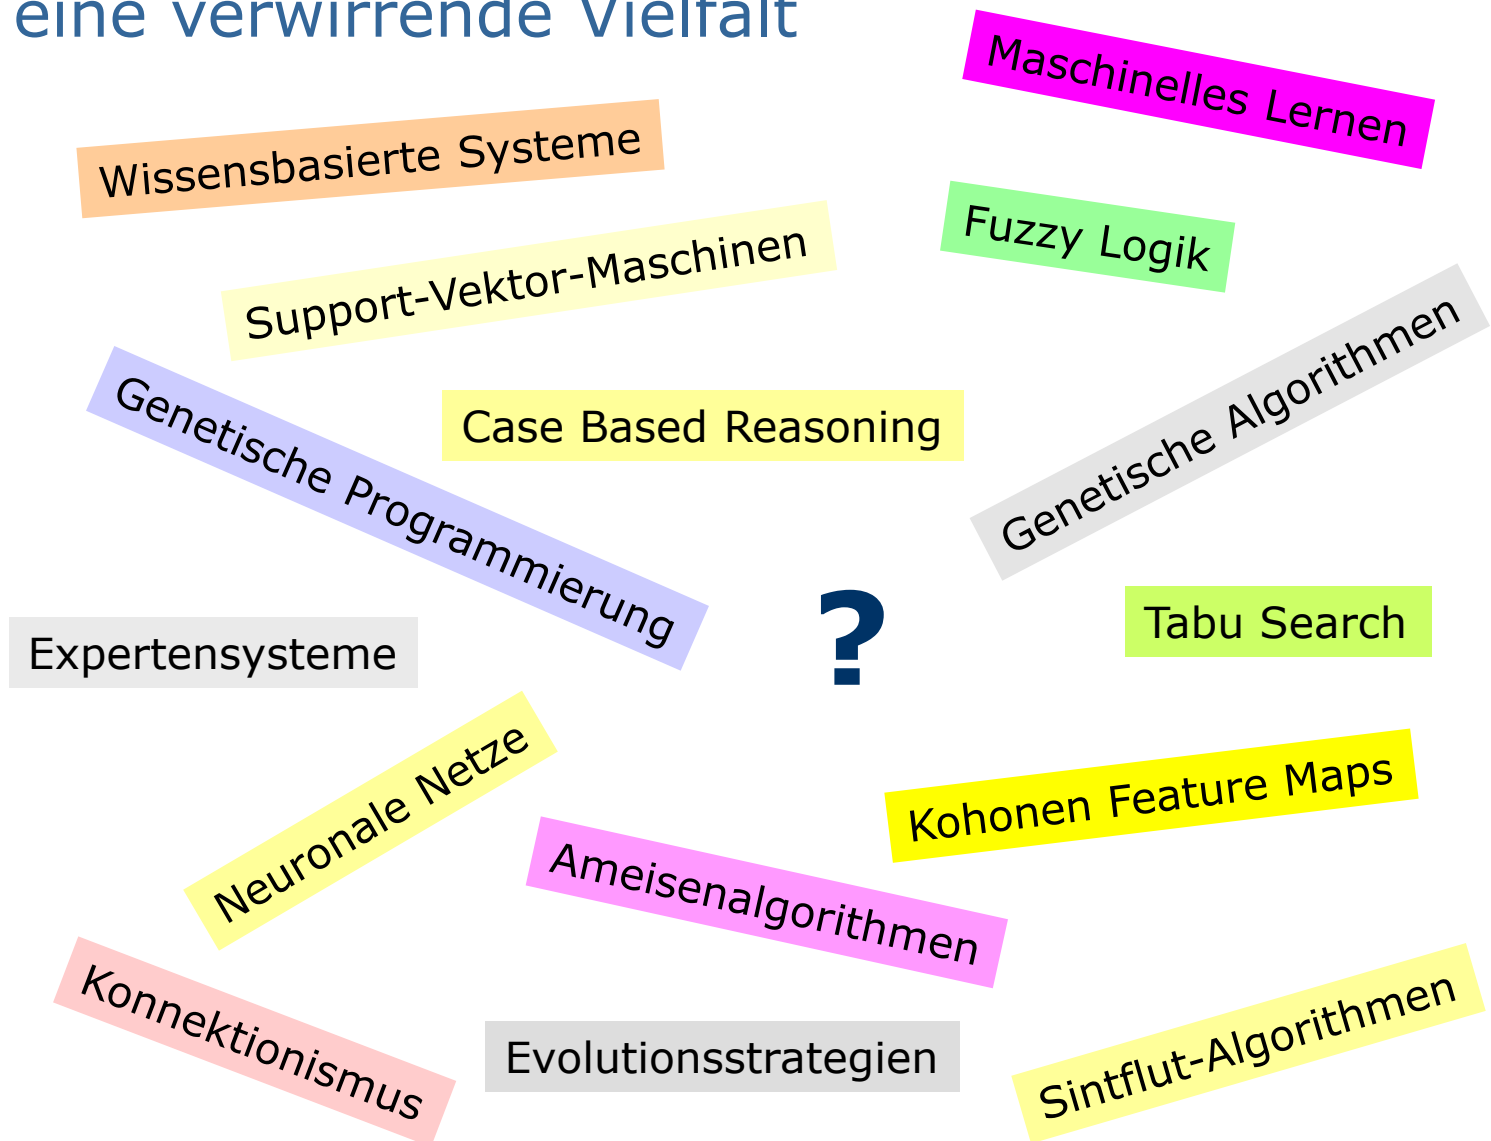 eine verwirrende Vielfalt
Maschinelles Lernen
Wissensbasierte Systeme
Fuzzy Logik
Support-Vektor-Maschinen
Genetische Algorithmen
Genetische Programmierung
Case Based Reasoning
?
Tabu Search
Expertensysteme
Neuronale Netze
Kohonen Feature Maps
Ameisenalgorithmen
Konnektionismus
Evolutionsstrategien
Sintflut-Algorithmen